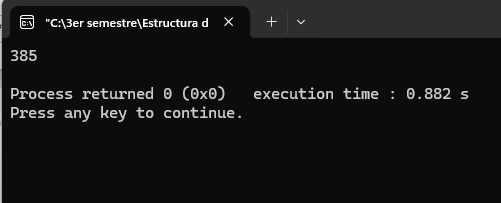 "C:\3er semestre\Estructura d
385
Process returned 0 (0x0)   execution time : 0.882 s
Press any key to continue.